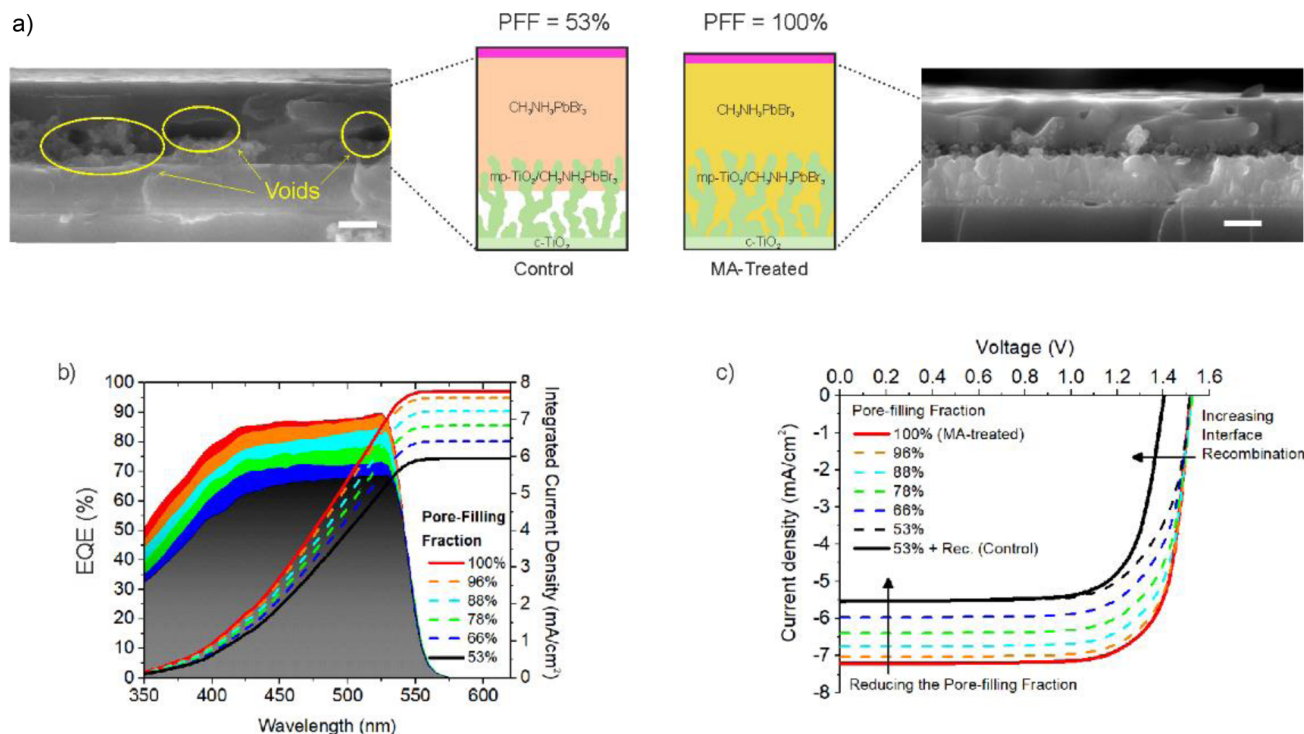 a)
PFF = 53%
PFF = 100%
Voids
CH₃NH₃PbBr₃
mp-TiO₂/CH₃NH₃PbBr₃
c-TiO₂
Control
CH₃NH₃PbBr₃
mp-TiO₂/CH₃NH₃PbBr₃
c-TiO₂
MA-Treated
b)
EQE (%)
100
90
80
70
60
50
40
30
20
10
0
350
400
450
500
550
600
Wavelength (nm)
8
7
6
5
4
3
2
1
0
Integrated Current Density (mA/cm²)
Pore-Filling
Fraction
100%
96%
88%
78%
66%
53%
c)
Voltage (V)
0.0
0.2
0.4
0.6
0.8
1.0
1.2
1.4
1.6
Current density (mA/cm²)
0
-1
-2
-3
-4
-5
-6
-7
-8
Pore-filling Fraction
100% (MA-treated)
96%
88%
78%
66%
53%
53% + Rec. (Control)
Increasing
Interface
Recombination
Reducing the Pore-filling Fraction